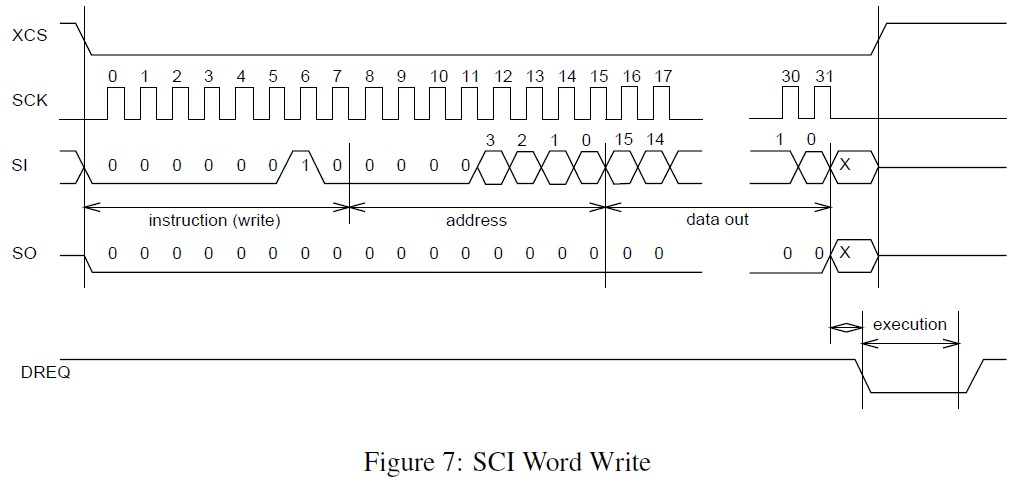 XCS
0 1 2 3 4 5 6 7 8 9 10 11 12 13 14 15 16 17 30 31
SCK
3 2 1 0 15 14 1 0
SI 0 0 0 0 0 0 1 0 0 0 0 0 X
instruction (write) address data out
SO 0 0 0 0 0 0 0 0 0 0 0 0 0 0 0 0 0 0 0 0 X
execution
DREQ
Figure 7: SCI Word Write